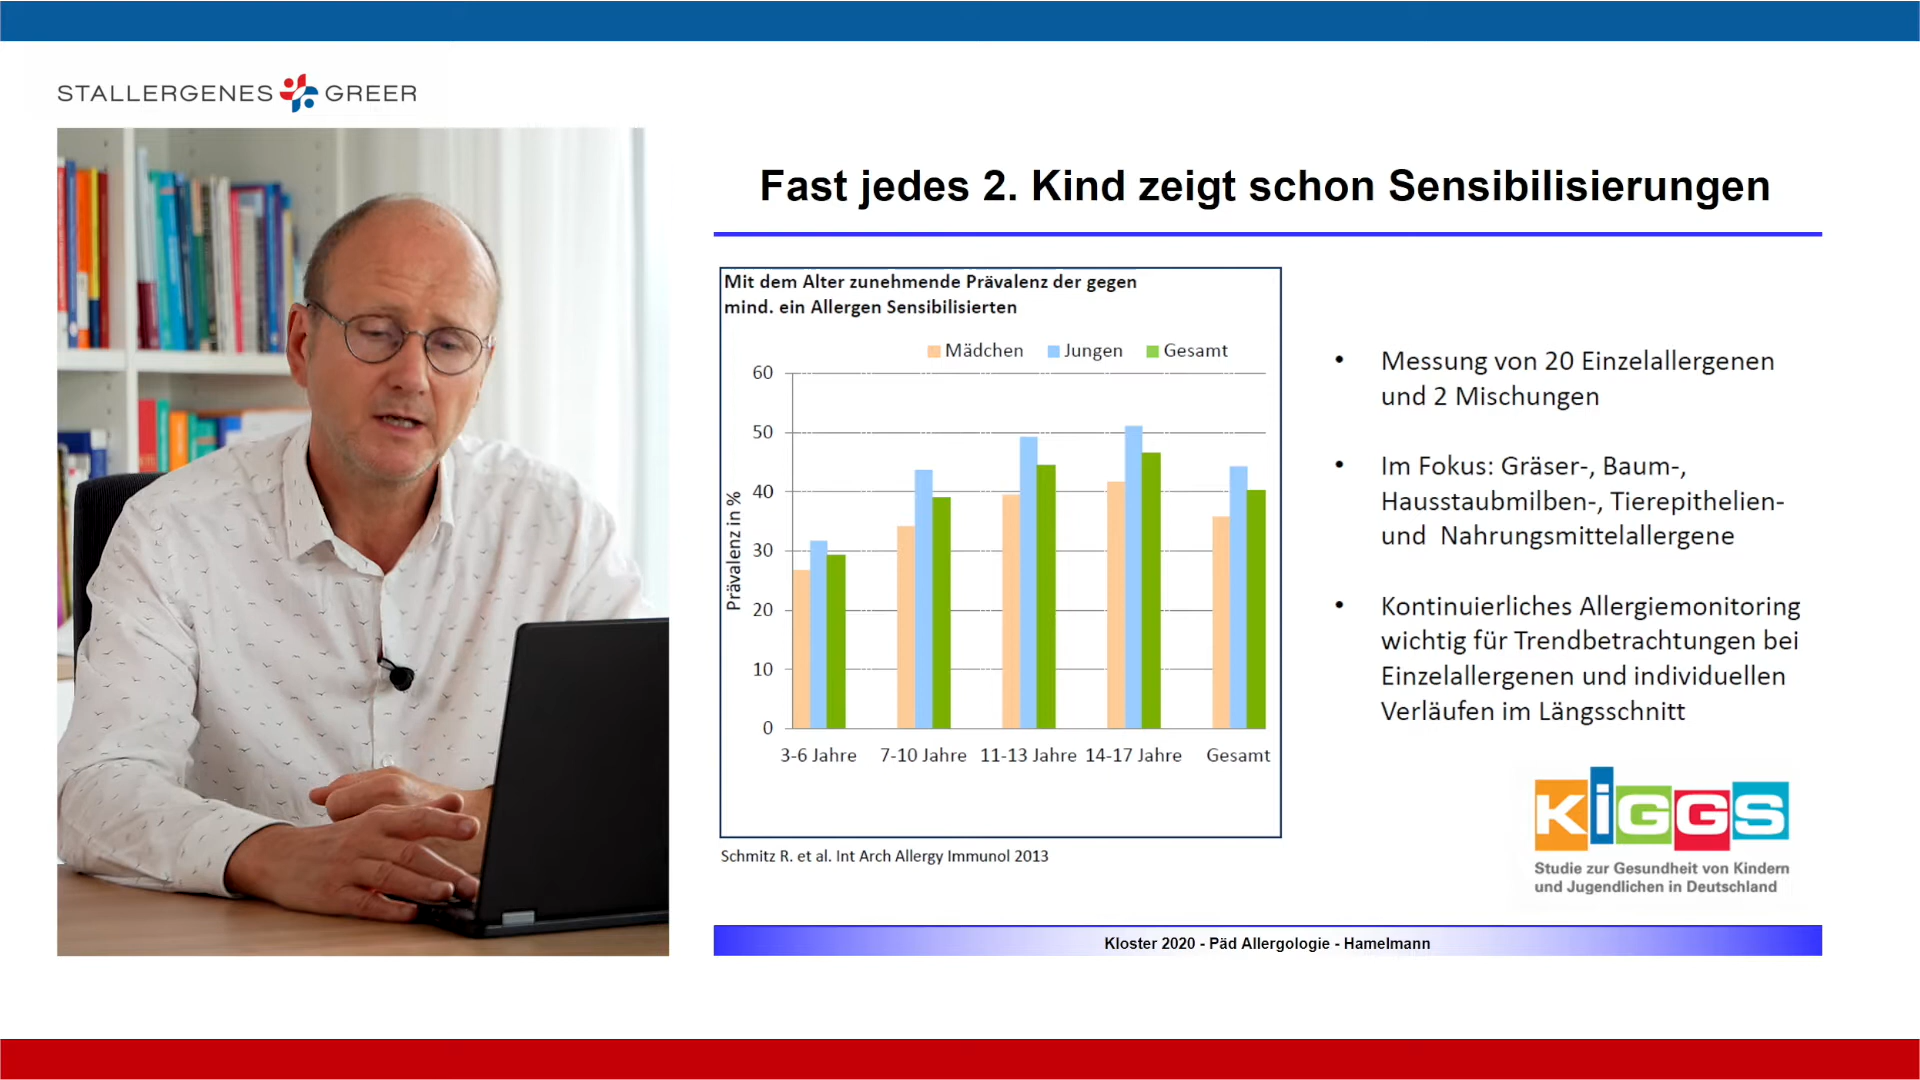 STALLERGENES GREER
Fast jedes 2. Kind zeigt schon Sensibilisierungen
Mit dem Alter zunehmende Prävalenz der gegen
mind. ein Allergen Sensibilisierten
Mädchen Jungen Gesamt
60
50
40
30
20
10
0
Prävalenz in %
3-6 Jahre 7-10 Jahre 11-13 Jahre 14-17 Jahre Gesamt
Schmitz R. et al. Int Arch Allergy Immunol 2013
• Messung von 20 Einzelallergenen
und 2 Mischungen
• Im Fokus: Gräser-, Baum-,
Hausstaubmilben-, Tierepithelien-
und Nahrungsmittelallergene
• Kontinuierliches Allergiemonitoring
wichtig für Trendbetrachtungen bei
Einzelallergenen und individuellen
Verläufen im Längsschnitt
KiGGS
Studie zur Gesundheit von Kindern
und Jugendlichen in Deutschland
Kloster 2020 - Päd Allergologie - Hamelmann